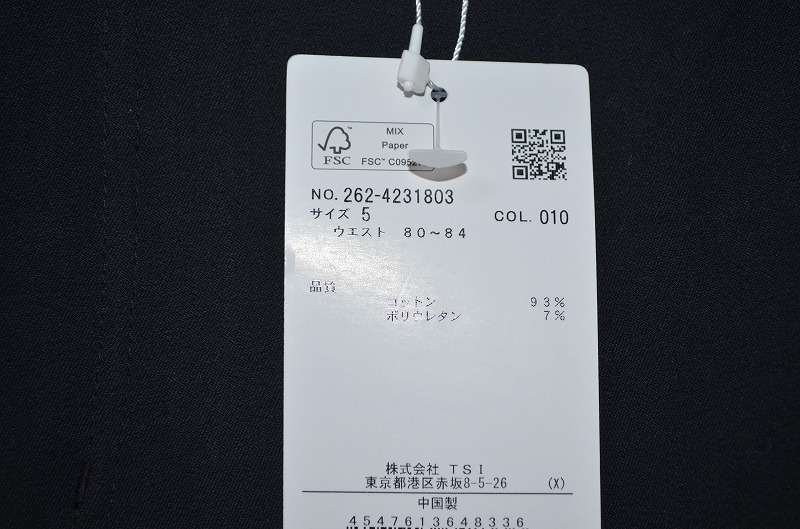 MIX
Paper
FSC™ C0952
FSC
NO. 262-4231803
サイズ 5 COL. 010
ウエスト 80～84
品質
コットン 93%
ポリウレタン 7%
株式会社 TSI
東京都港区赤坂8-5-26 (X)
中国製
4547613648336